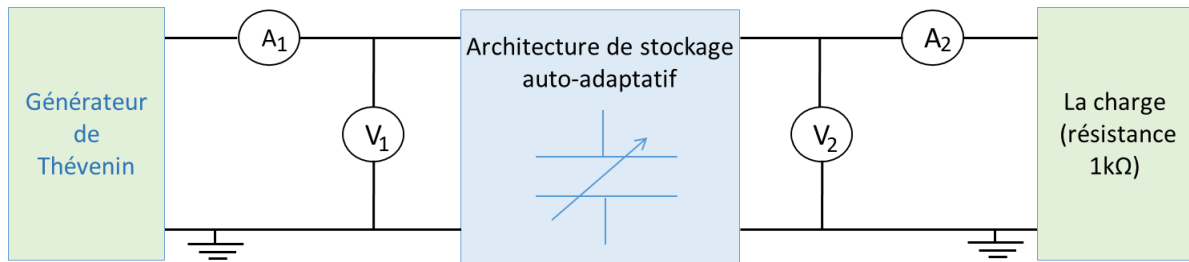 Générateur
de
Thévenin
A1
V1
Architecture de stockage
auto-adaptatif
V2
A2
La charge
(résistance
1kΩ)